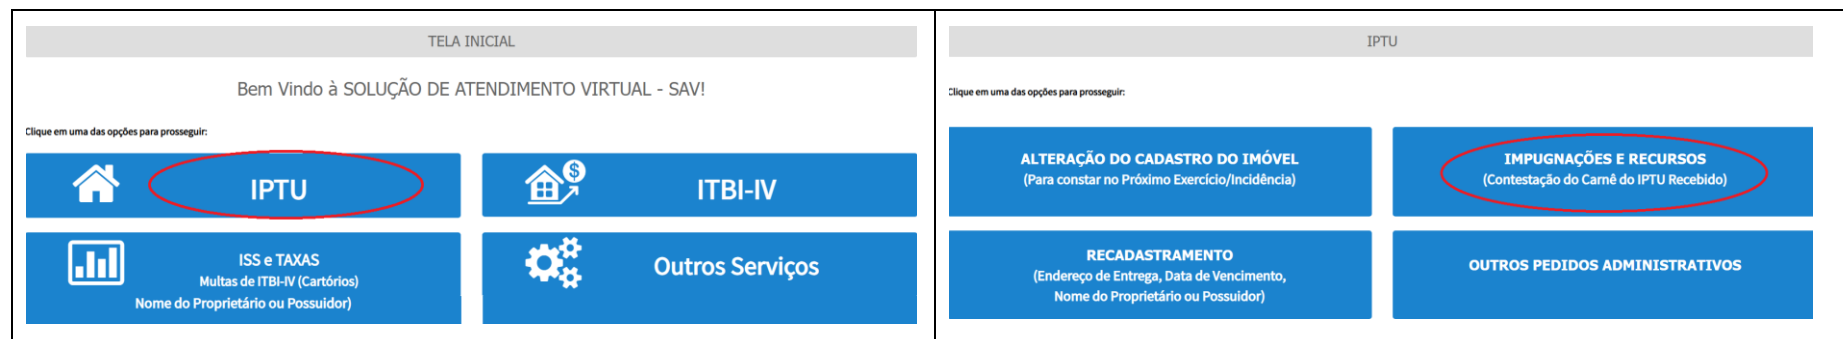 TELA INICIAL
Bem Vindo à SOLUÇÃO DE ATENDIMENTO VIRTUAL - SAV!
Clique em uma das opções para prosseguir:
IPTU
ITBI-IV
ISS e TAXAS
Multas de ITBI-IV (Cartórios)
Nome do Proprietário ou Possuidor)
Outros Serviços
IPTU
Clique em uma das opções para prosseguir:
ALTERAÇÃO DO CADASTRO DO IMÓVEL
(Para constar no Próximo Exercício/Incidência)
IMPUGNAÇÕES E RECURSOS
(Contestação do Carnê do IPTU Recebido)
RECADASTRAMENTO
(Endereço de Entrega, Data de Vencimento,
Nome do Proprietário ou Possuidor)
OUTROS PEDIDOS ADMINISTRATIVOS